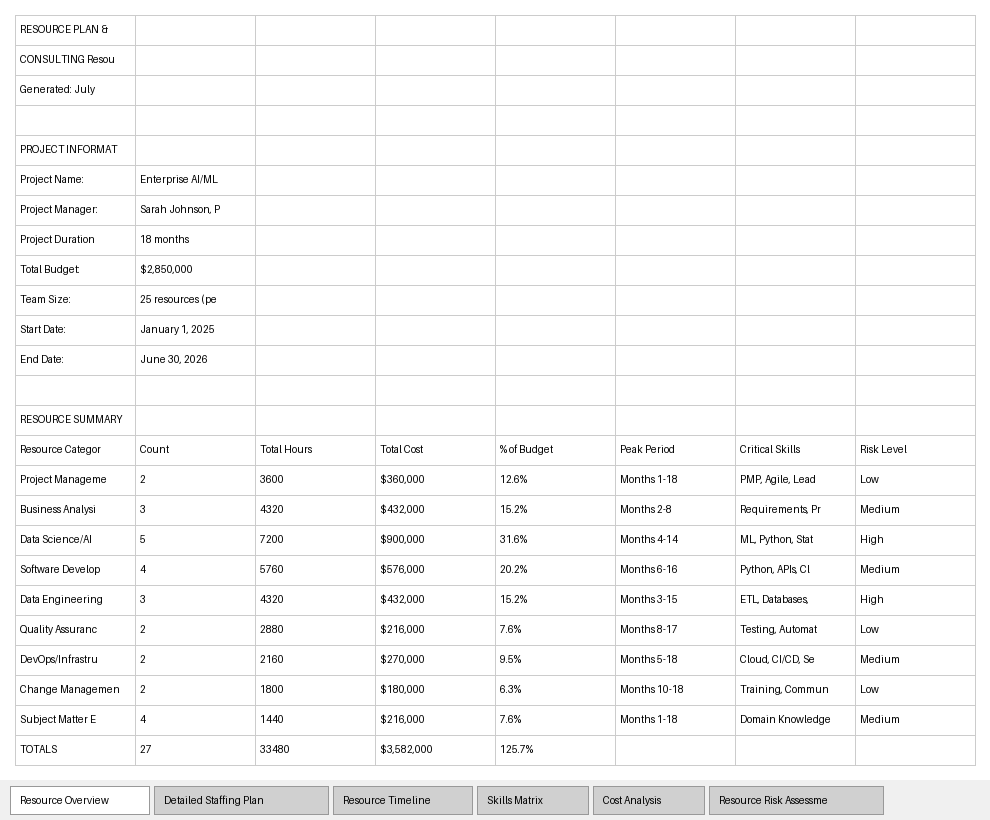 RESOURCE PLAN &
CONSULTING Resou
Generated: July
PROJECT INFORMAT
Project Name: Enterprise AI/ML
Project Manager: Sarah Johnson, P
Project Duration 18 months
Total Budget: $2,850,000
Team Size: 25 resources (pe
Start Date: January 1, 2025
End Date: June 30, 2026
RESOURCE SUMMARY
Resource Categor Count Total Hours Total Cost % of Budget Peak Period Critical Skills Risk Level
Project Manageme 2 3600 $360,000 12.6% Months 1-18 PMP, Agile, Lead Low
Business Analysi 3 4320 $432,000 15.2% Months 2-8 Requirements, Pr Medium
Data Science/AI 5 7200 $900,000 31.6% Months 4-14 ML, Python, Stat High
Software Develop 4 5760 $576,000 20.2% Months 6-16 Python, APIs, Cl Medium
Data Engineering 3 4320 $432,000 15.2% Months 3-15 ETL, Databases, High
Quality Assuranc 2 2880 $216,000 7.6% Months 8-17 Testing, Automat Low
DevOps/Infrastru 2 2160 $270,000 9.5% Months 5-18 Cloud, CI/CD, Se Medium
Change Managemen 2 1800 $180,000 6.3% Months 10-18 Training, Commun Low
Subject Matter E 4 1440 $216,000 7.6% Months 1-18 Domain Knowledge Medium
TOTALS 27 33480 $3,582,000 125.7%
Resource Overview Detailed Staffing Plan Resource Timeline Skills Matrix Cost Analysis Resource Risk Assessme